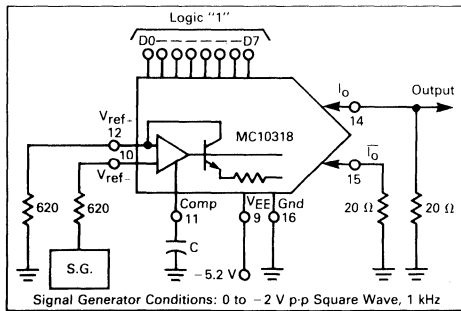 Logic "1"
D0 D7
Vref-
12
10
Vref-
MC10318
IO
Output
14
IO
15
620
620
Comp
11
VEE
9
Gnd
16
20 Ω
20 Ω
C
-5.2 V
S.G.
Signal Generator Conditions: 0 to -2 V p-p Square Wave, 1 kHz